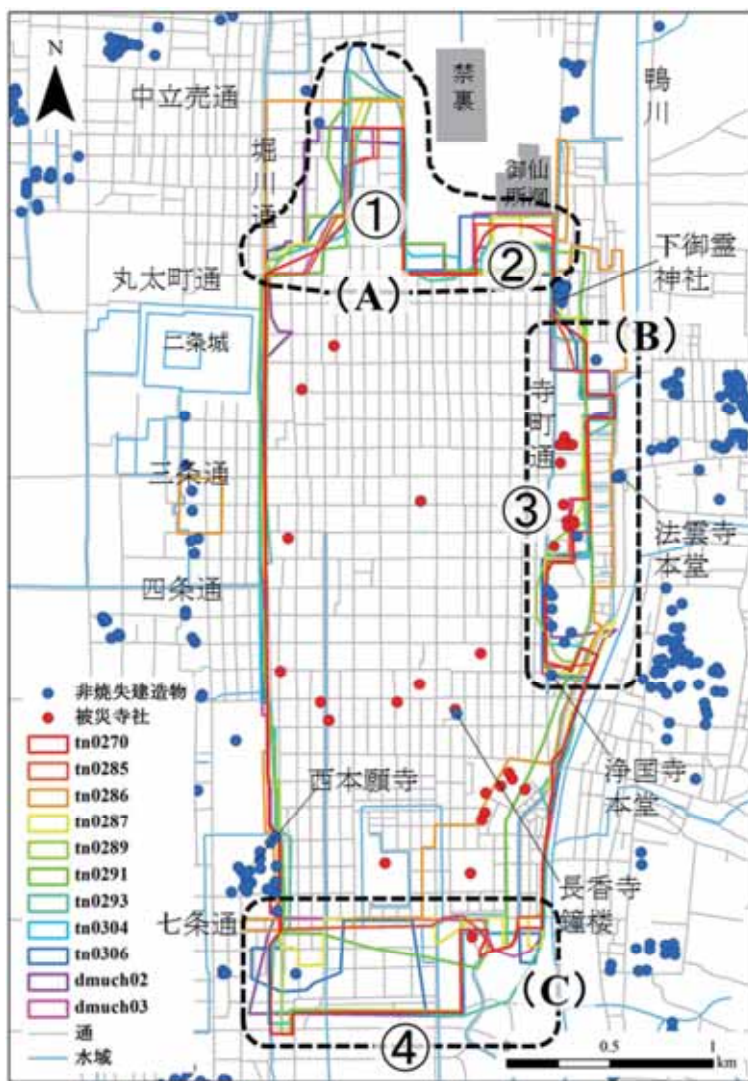 N
中立売通
禁裏
鴨川
堀川通
仙洞
御所
①
②
下御霊
神社
丸太町通
(A)
(B)
二条城
寺町通
三条通
③
法雲寺
本堂
四条通
非焼失建造物
被災寺社
tn0270
tn0285
tn0286
tn0287
tn0289
tn0291
tn0293
tn0304
tn0306
dmuch02
dmuch03
通
水域
西本願寺
浄国寺
本堂
長香寺
鐘楼
七条通
(C)
④
0
0.5
1
km